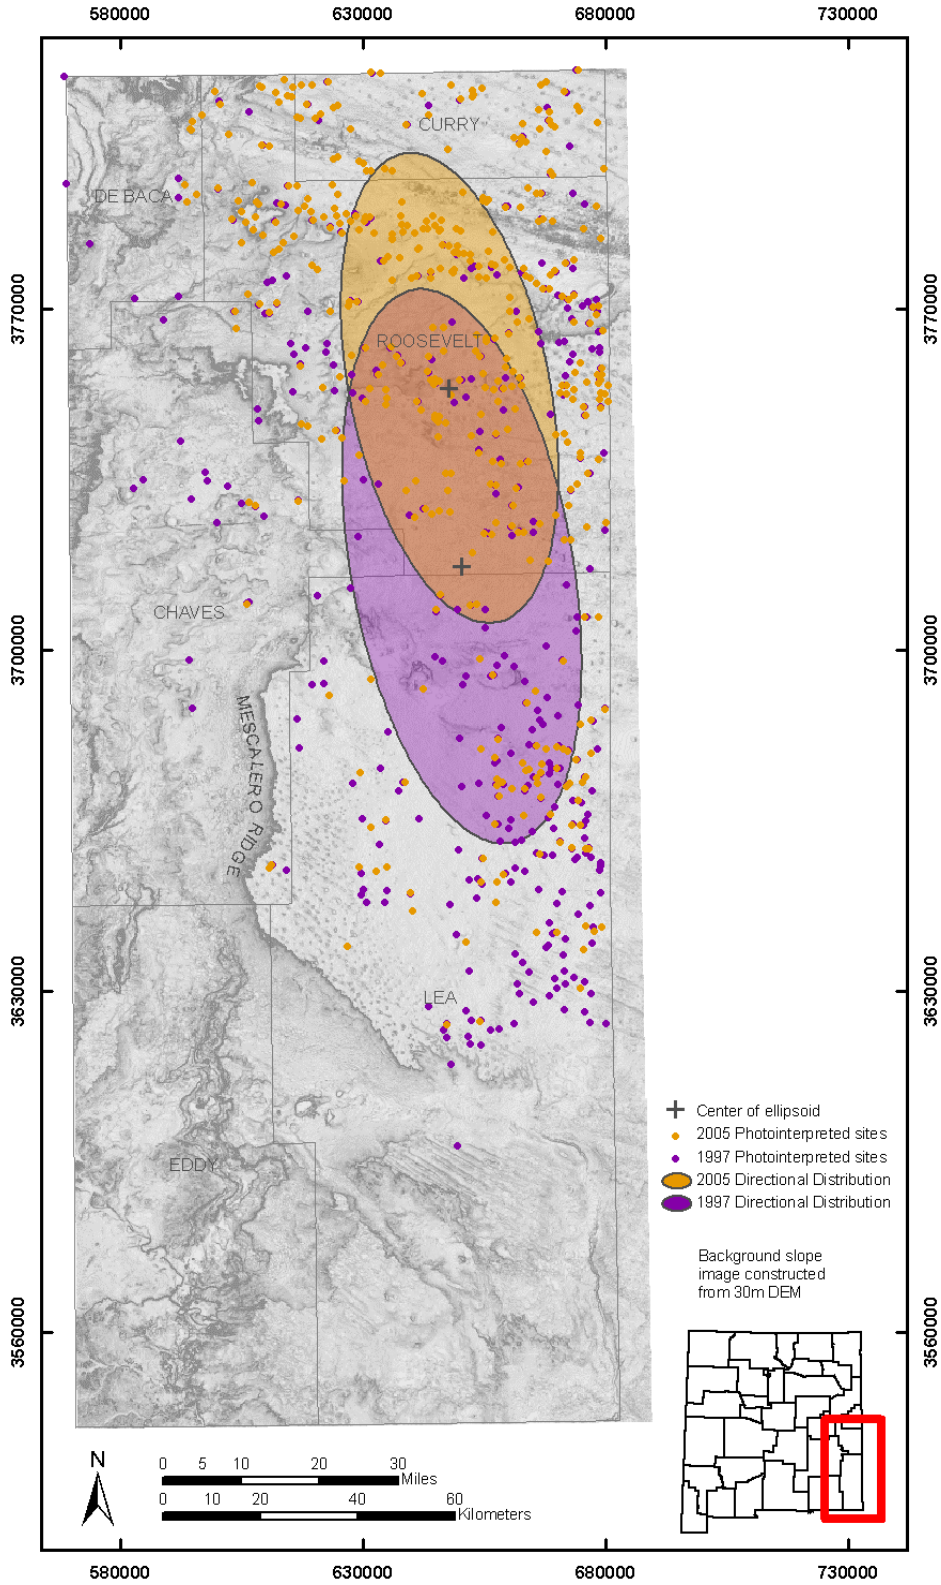 580000 630000 680000 730000
CURRY
DE BACA
3770000 3770000
ROOSEVELT
CHAVES
3700000 3700000
MESCALERO RIDGE
LEA
3630000 3630000
Center of ellipsoid
2005 Photointerpreted sites
1997 Photointerpreted sites
EDDY
2005 Directional Distribution
1997 Directional Distribution
Background slope
image constructed
from 30m DEM
3560000 3560000
N
0 5 10 20 30
Miles
0 10 20 40 60
Kilometers
580000 630000 680000 730000